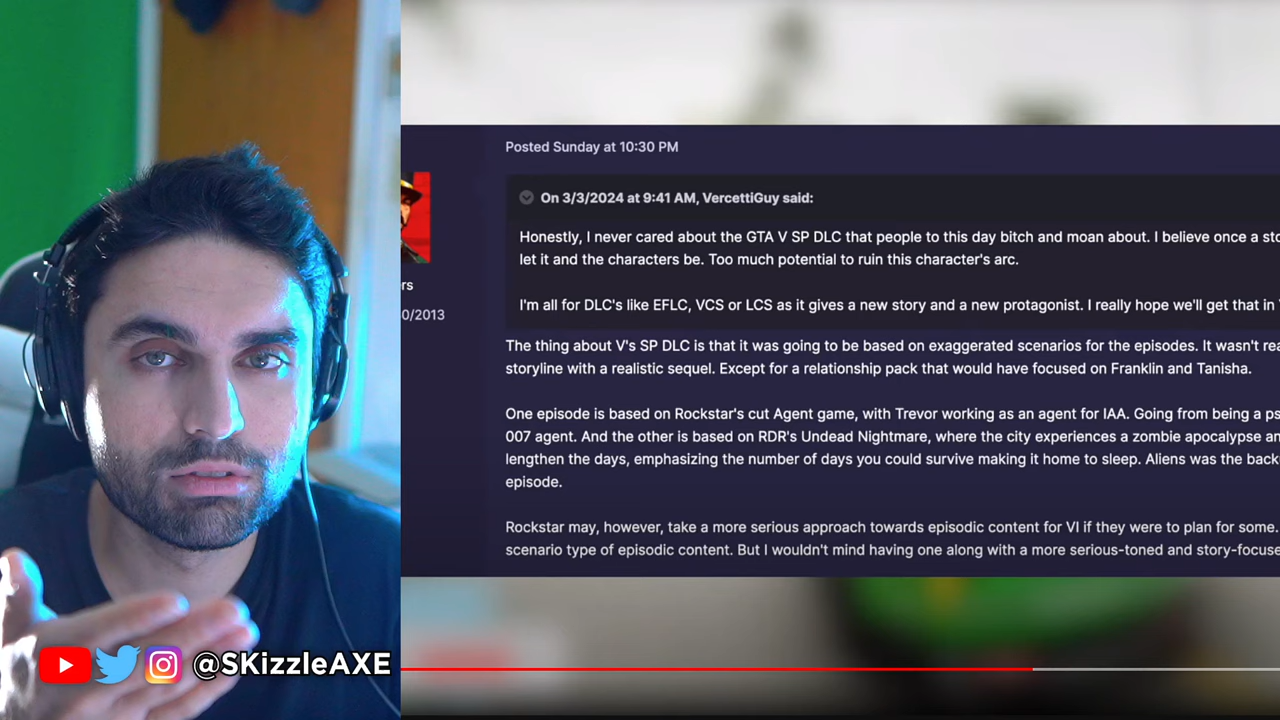 Posted Sunday at 10:30 PM
On 3/3/2024 at 9:41 AM, VercettiGuy said:
Honestly, I never cared about the GTA V SP DLC that people to this day bitch and moan about. I believe once a
let it and the characters be. Too much potential to ruin this character's arc.
rs
I'm all for DLC's like EFLC, VCS or LCS as it gives a new story and a new protagonist. I really hope we'll get that in
0/2013
The thing about V's SP DLC is that it was going to be based on exaggerated scenarios for the episodes. It wasn't
storyline with a realistic sequel. Except for a relationship pack that would have focused on Franklin and Tanisha.
One episode is based on Rockstar's cut Agent game, with Trevor working as an agent for IAA. Going from being a
007 agent. And the other is based on RDR's Undead Nightmare, where the city experiences a zombie apocalypse
lengthen the days, emphasizing the number of days you could survive making it home to sleep. Aliens was the
episode.
Rockstar may, however, take a more serious approach towards episodic content for VI if they were to plan for some.
scenario type of episodic content. But I wouldn't mind having one along with a more serious-toned and
@SKizzleAXE